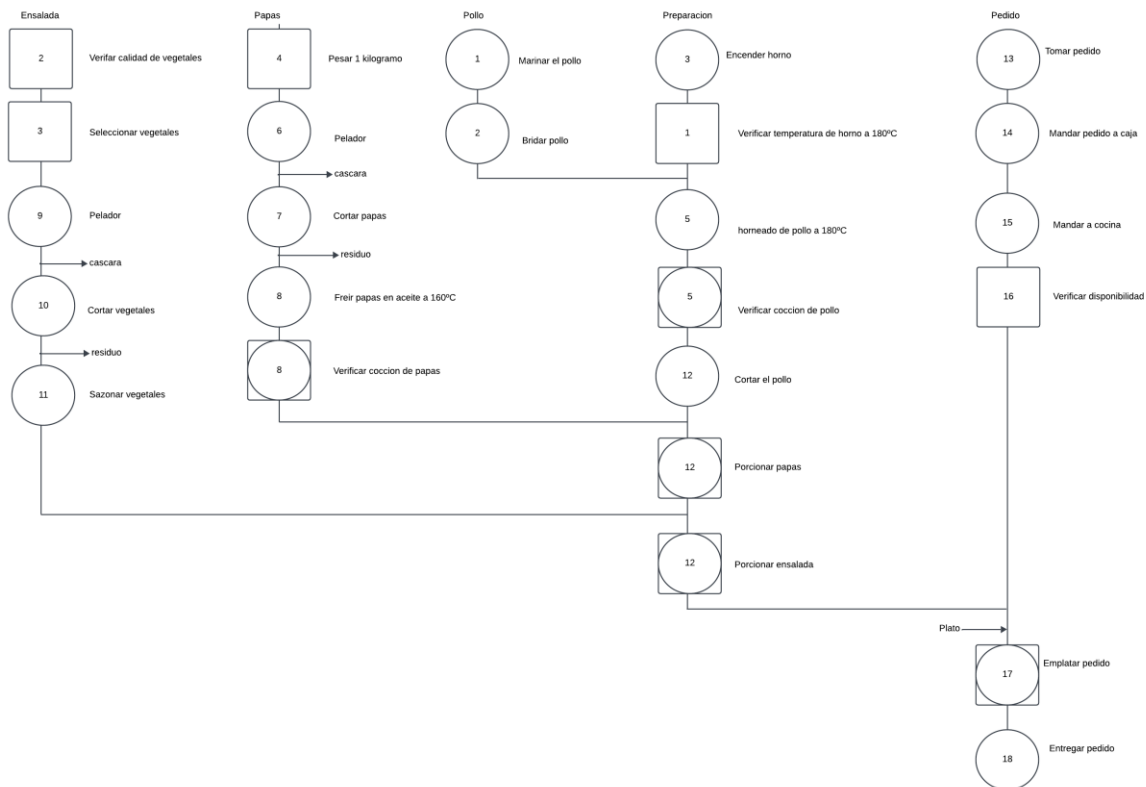 Ensalada
2
Verifar calidad de vegetales
3
Seleccionar vegetales
9
Pelador
cascara
10
Cortar vegetales
residuo
11
Sazonar vegetales
Papas
4
Pesar 1 kilogramo
6
Pelador
cascara
7
Cortar papas
residuo
8
Freir papas en aceite a 160ºC
8
Verificar coccion de papas
Pollo
1
Marinar el pollo
2
Bridar pollo
Preparacion
3
Encender horno
1
Verificar temperatura de horno a 180ºC
5
horneado de pollo a 180ºC
5
Verificar coccion de pollo
12
Cortar el pollo
12
Porcionar papas
12
Porcionar ensalada
Pedido
13
Tomar pedido
14
Mandar pedido a caja
15
Mandar a cocina
16
Verificar disponibilidad
Plato
17
Emplatar pedido
18
Entregar pedido